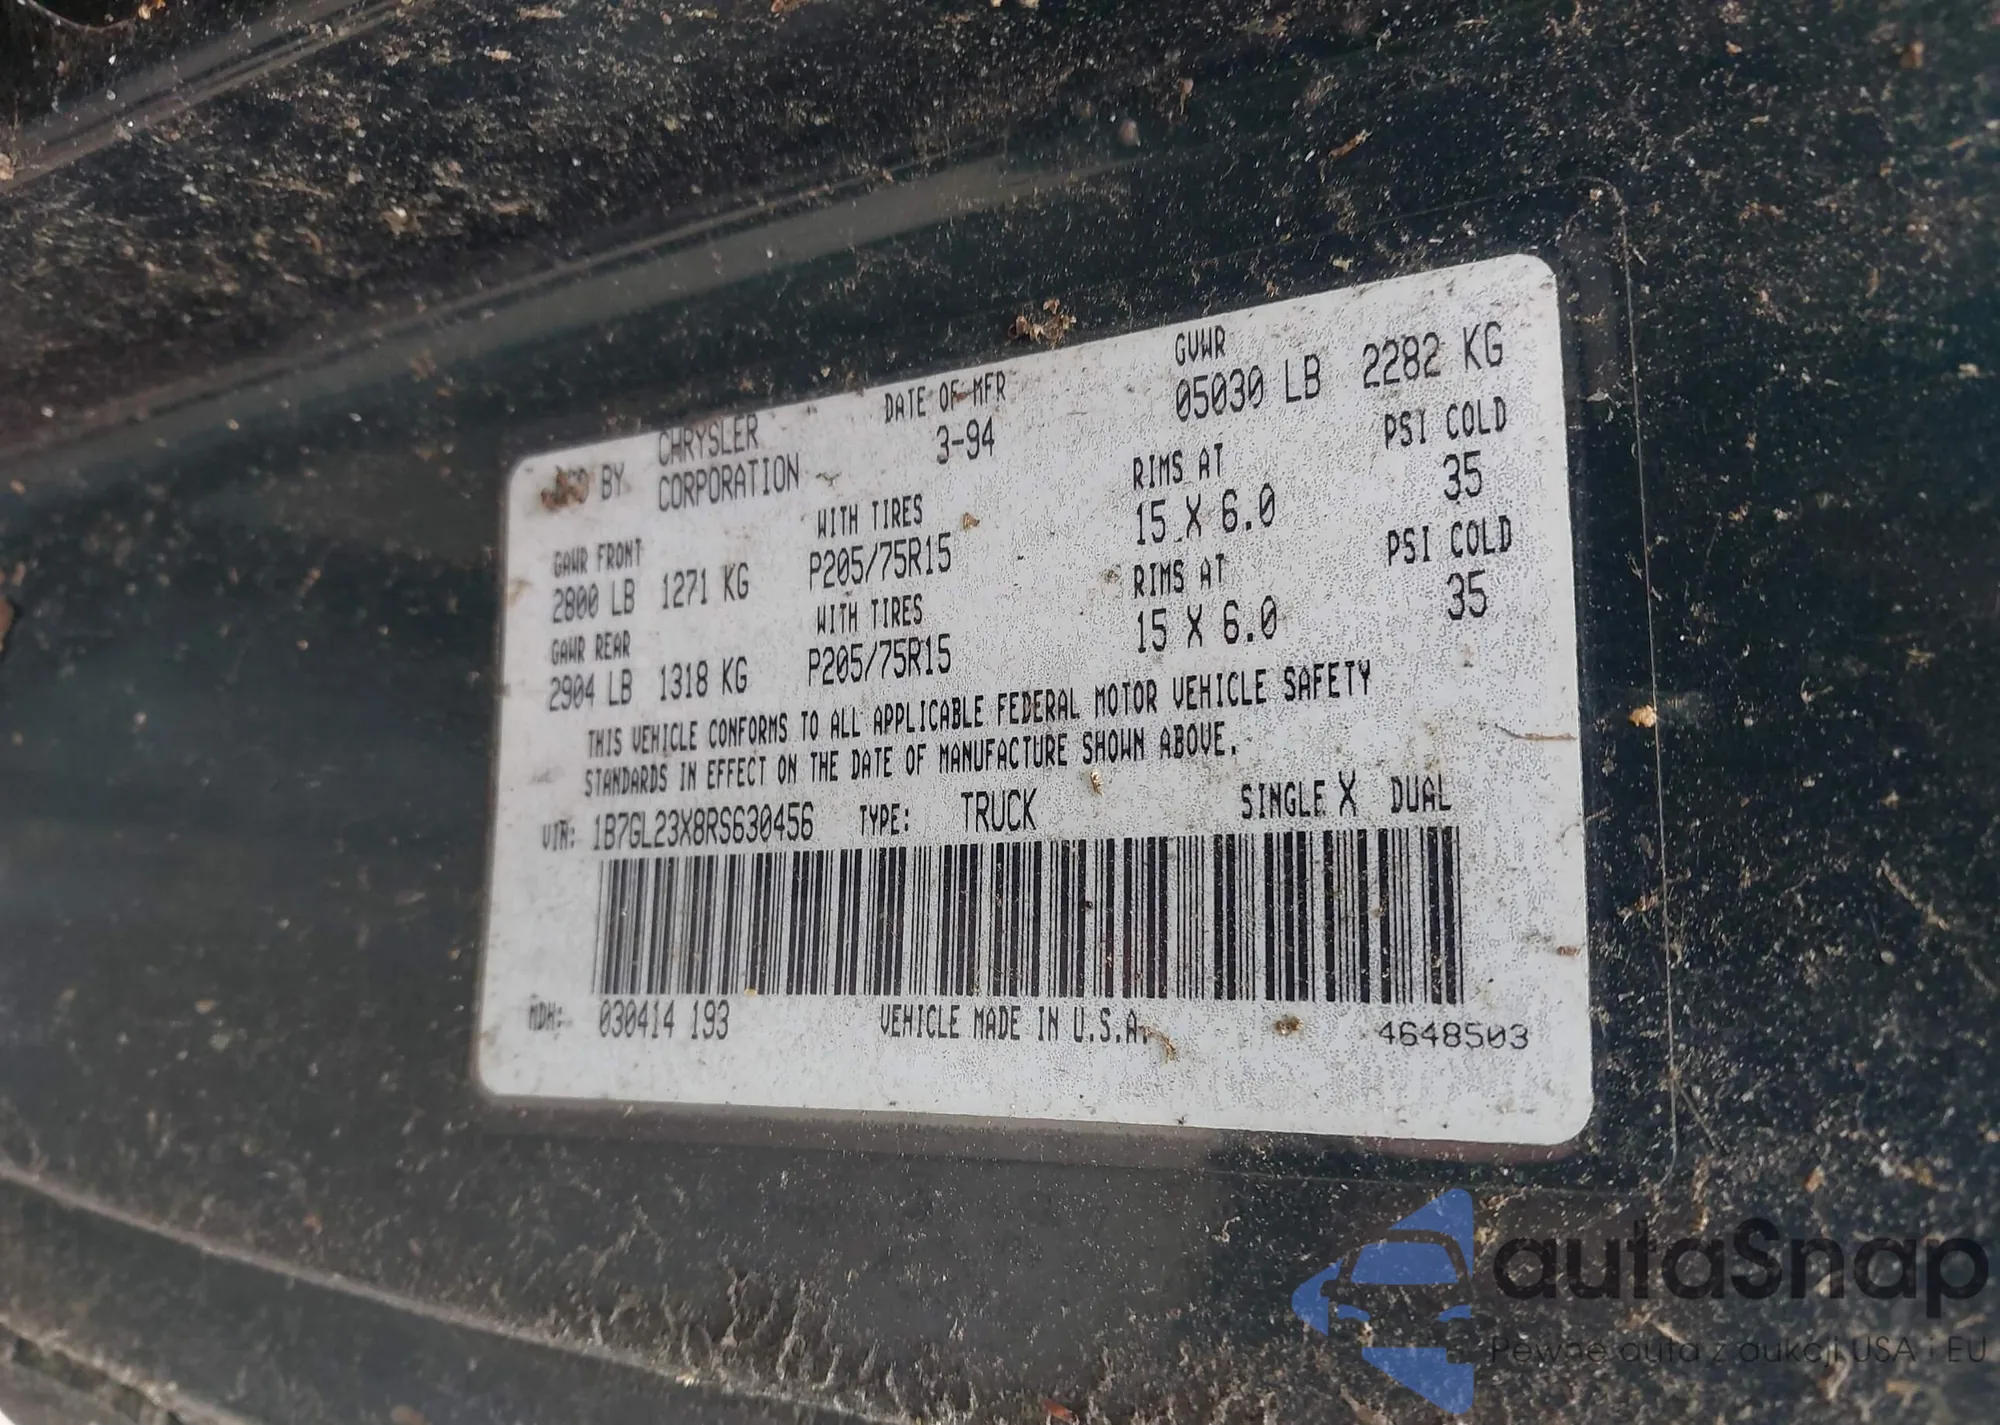 MFD BY CHRYSLER CORPORATION DATE OF MFR 3-94 GVWR 05030 LB 2282 KG
GAWR FRONT WITH TIRES RIMS AT PSI COLD
2800 LB 1271 KG P205/75R15 15 X 6.0 35
GAWR REAR WITH TIRES RIMS AT PSI COLD
2904 LB 1318 KG P205/75R15 15 X 6.0 35
THIS VEHICLE CONFORMS TO ALL APPLICABLE FEDERAL MOTOR VEHICLE SAFETY
STANDARDS IN EFFECT ON THE DATE OF MANUFACTURE SHOWN ABOVE.
VIN: 1B7GL23X8RS630456 TYPE: TRUCK SINGLE X DUAL
MDH: 030414 193 VEHICLE MADE IN U.S.A. 4648503
autaSnap
Pewne auta z aukcji USA i EU